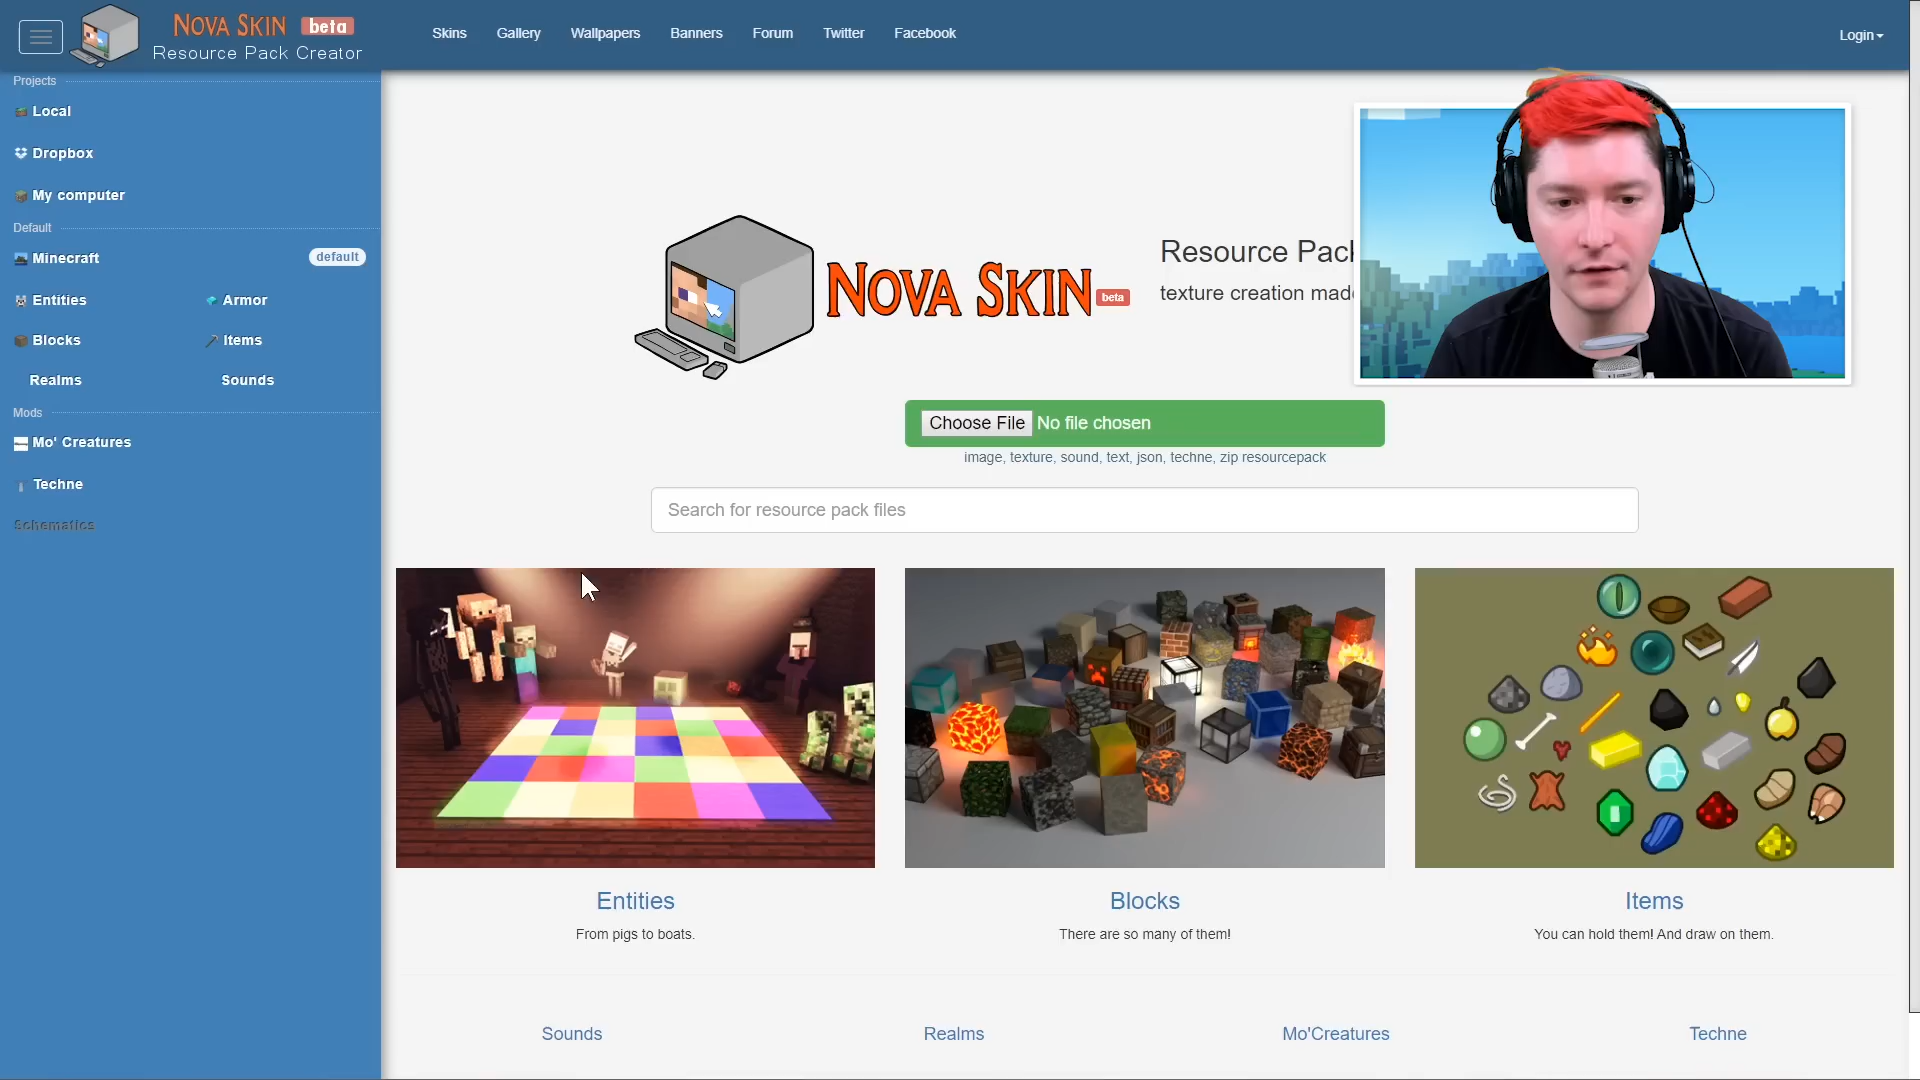 NOVA SKIN beta
Resource Pack Creator
Skins
Gallery
Wallpapers
Banners
Forum
Twitter
Facebook
Login
Projects
Local
Dropbox
My computer
Default
Minecraft
default
Entities
Armor
Blocks
Items
Realms
Sounds
Mods
Mo' Creatures
Techne
Schematics
NOVA SKIN beta
Resource Pack
texture creation made
Choose File No file chosen
image, texture, sound, text, json, techne, zip resourcepack
Search for resource pack files
Entities
From pigs to boats.
Blocks
There are so many of them!
Items
You can hold them! And draw on them.
Sounds
Realms
Mo'Creatures
Techne